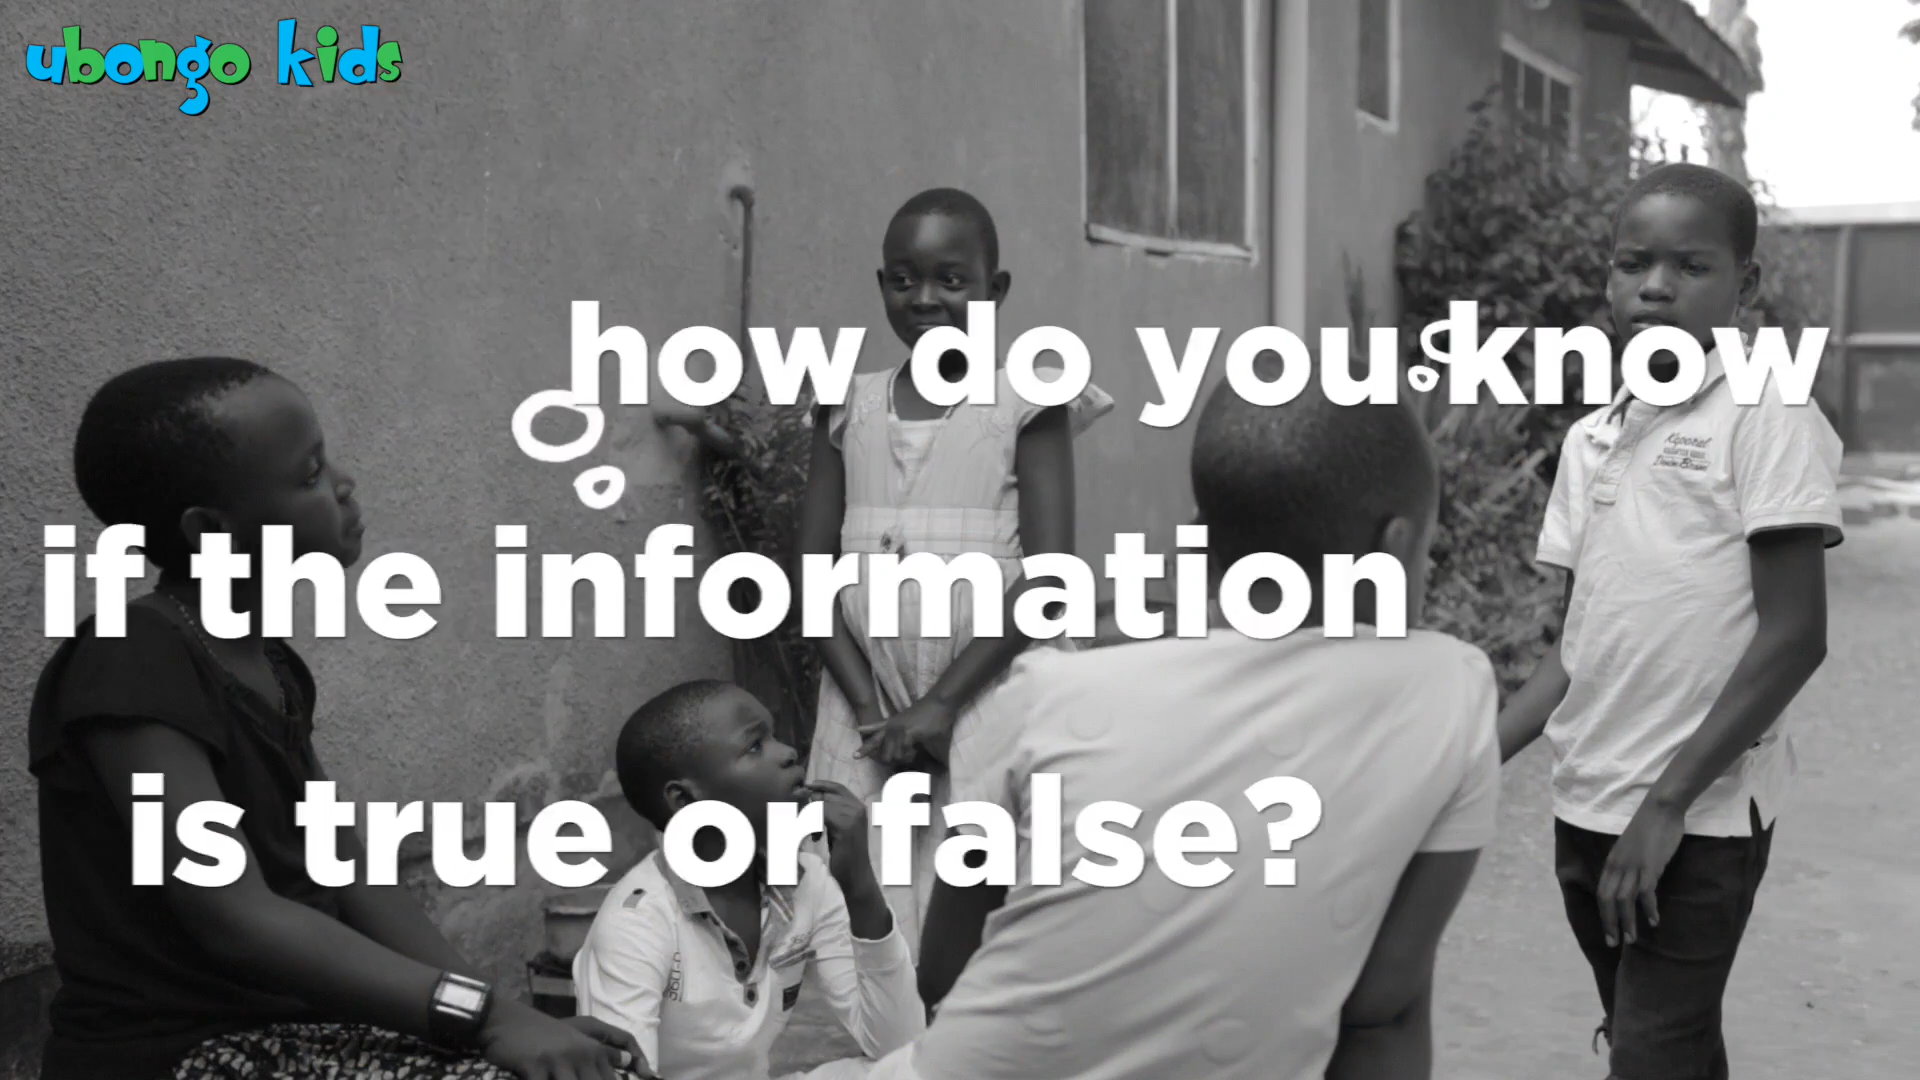 ubongo kids
how do you know
if the information
is true or false?